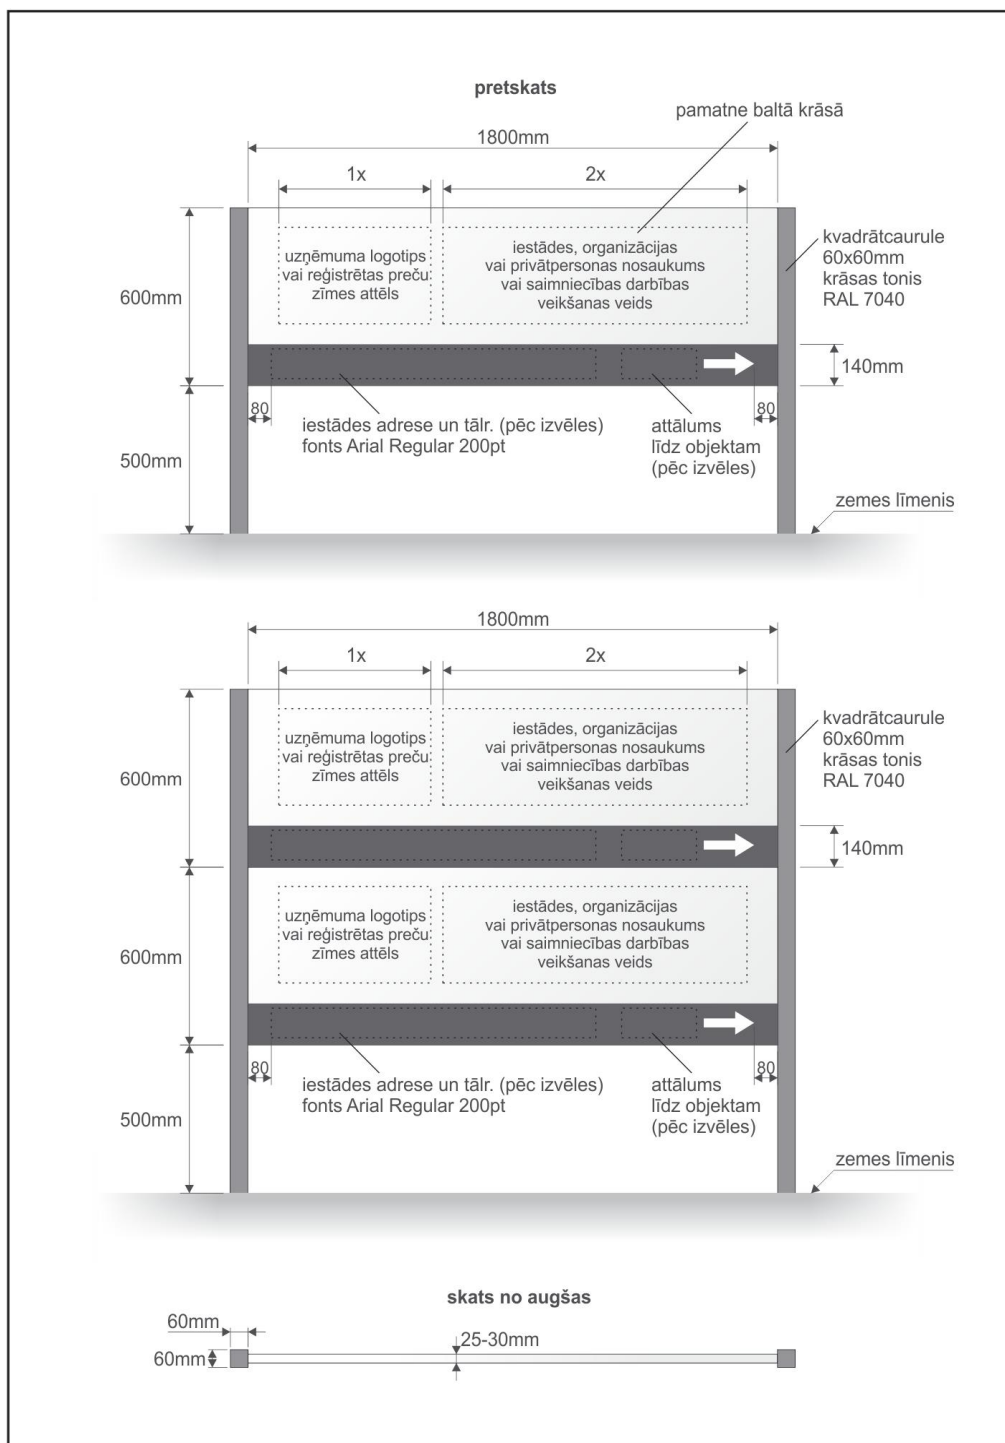 pretskats
pamatne baltā krāsā
1800mm
1x
2x
uzņēmuma logotips
vai reģistrētas preču
zīmes attēls
iestādes, organizācijas
vai privātpersonas nosaukums
vai saimniecības darbības
veikšanas veids
kvadrātcaurule
60x60mm
krāsas tonis
RAL 7040
600mm
140mm
80
80
iestādes adrese un tālr. (pēc izvēles)
fonts Arial Regular 200pt
attālums
līdz objektam
(pēc izvēles)
500mm
zemes līmenis
1800mm
1x
2x
uzņēmuma logotips
vai reģistrētas preču
zīmes attēls
iestādes, organizācijas
vai privātpersonas nosaukums
vai saimniecības darbības
veikšanas veids
kvadrātcaurule
60x60mm
krāsas tonis
RAL 7040
600mm
140mm
uzņēmuma logotips
vai reģistrētas preču
zīmes attēls
iestādes, organizācijas
vai privātpersonas nosaukums
vai saimniecības darbības
veikšanas veids
600mm
80
80
iestādes adrese un tālr. (pēc izvēles)
fonts Arial Regular 200pt
attālums
līdz objektam
(pēc izvēles)
500mm
zemes līmenis
skats no augšas
60mm
25-30mm
60mm